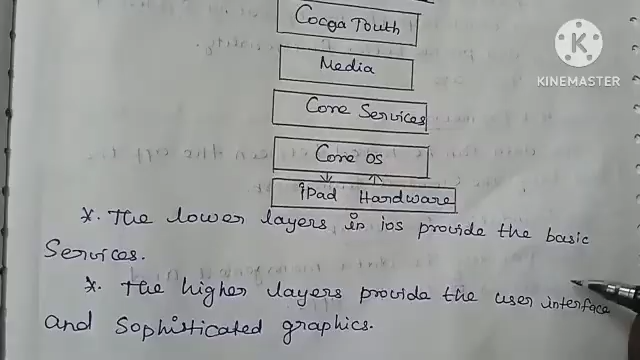 Cocoa Touth
Media
Core Services
Core OS
iPad Hardware
*. The lower layers in ios provide the basic
Services.
*. The higher layers provide the user interface
and Sophisticated graphics.
K
KINEMASTER